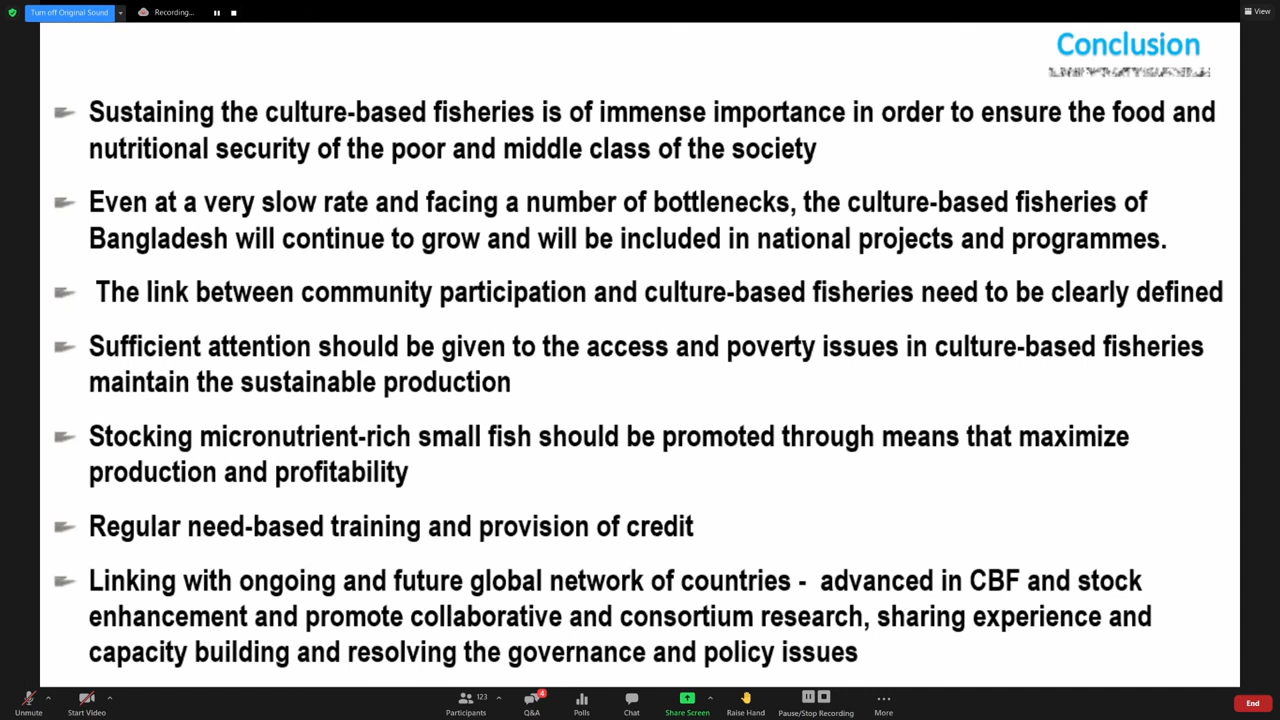 Turn off Original Sound
Recording...
View
Conclusion
Sustaining the culture-based fisheries is of immense importance in order to ensure the food and
nutritional security of the poor and middle class of the society
Even at a very slow rate and facing a number of bottlenecks, the culture-based fisheries of
Bangladesh will continue to grow and will be included in national projects and programmes.
The link between community participation and culture-based fisheries need to be clearly defined
Sufficient attention should be given to the access and poverty issues in culture-based fisheries
maintain the sustainable production
Stocking micronutrient-rich small fish should be promoted through means that maximize
production and profitability
Regular need-based training and provision of credit
Linking with ongoing and future global network of countries - advanced in CBF and stock
enhancement and promote collaborative and consortium research, sharing experience and
capacity building and resolving the governance and policy issues
Unmute
Start Video
123
Participants
4
Q&A
Polls
Chat
Share Screen
Raise Hand
Pause/Stop Recording
More
End